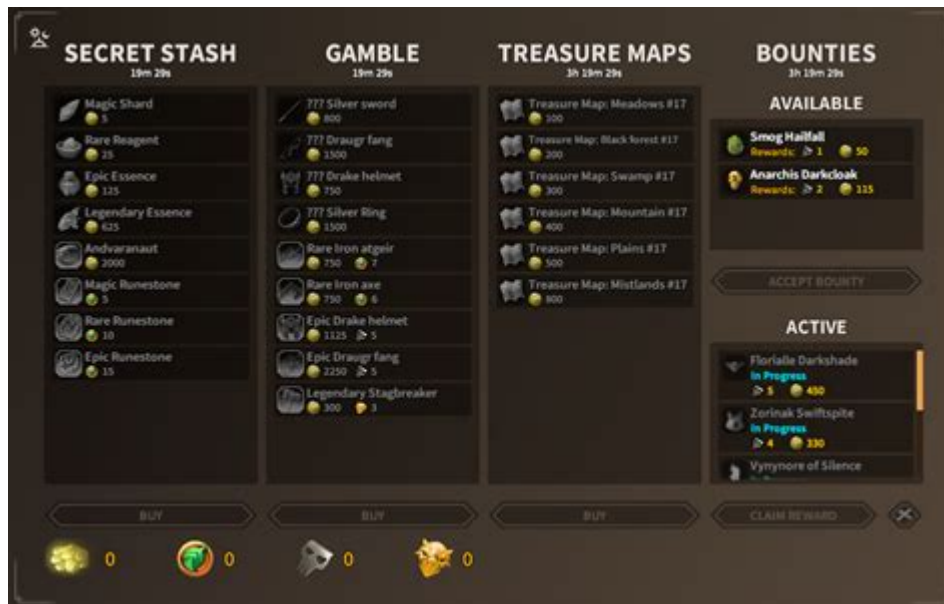 SECRET STASH
19m 29s
Magic Shard
5
Rare Reagent
25
Epic Essence
125
Legendary Essence
625
Andvaranaut
2000
Magic Runestone
5
Rare Runestone
10
Epic Runestone
15
BUY
GAMBLE
19m 29s
??? Silver sword
800
??? Draugr fang
1500
??? Drake helmet
750
??? Silver Ring
1500
Rare Iron atgeir
750 7
Rare Iron axe
750 6
Epic Drake helmet
1125 5
Epic Draugr fang
2250 5
Legendary Stagbreaker
300 3
BUY
TREASURE MAPS
3h 19m 29s
Treasure Map: Meadows #17
100
Treasure Map: Black forest #17
200
Treasure Map: Swamp #17
300
Treasure Map: Mountain #17
400
Treasure Map: Plains #17
500
Treasure Map: Mistlands #17
800
BUY
BOUNTIES
3h 19m 29s
AVAILABLE
Smog Hailfall
Rewards: 1 50
Anarchis Darkcloak
Rewards: 2 115
ACCEPT BOUNTY
ACTIVE
Florialle Darkshade
In Progress
5 450
Zorinak Swiftspite
In Progress
4 330
Vynynore of Silence
CLAIM REWARD
0 0 0 0